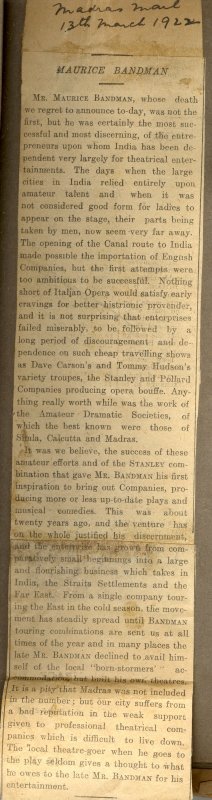 Madras Mail
13th March 1922
MAURICE BANDMAN
MR. MAURICE BANDMAN, whose death
we regret to announce to-day, was not the
first, but he was certainly the most suc-
cessful and most discerning, of the entre-
preneurs upon whom India has been de-
pendent very largely for theatrical enter-
tainments. The days when the large
cities in India relied entirely upon
amateur talent and when it was
not considered good form for ladies to
appear on the stage, their parts being
taken by men, now seem very far away.
The opening of the Canal route to India
made possible the importation of English
Companies, but the first attempts were
too ambitious to be successful. Nothing
short of Italian Opera would satisfy early
cravings for better histrionic provender,
and it is not surprising that enterprises
failed miserably, to be followed by a
long period of discouragement and de-
pendence on such cheap travelling shows
as Dave Carson's and Tommy Hudson's
variety troupes, the Stanley and Pollard
Companies producing opera bouffe. Any-
thing really worth while was the work of
the Amateur Dramatic Societies, of
which the best known were those of
Simla, Calcutta and Madras.
It was we believe, the success of these
amateur efforts and of the STANLEY com-
bination that gave MR. BANDMAN his first
inspiration to bring out Companies, pro-
ducing more or less up-to-date plays and
musical comedies. This was about
twenty years ago, and the venture has
on the whole justified his discernment,
and the enterprise has grown from com-
paratively small beginnings into a large
and flourishing business which takes in
India, the Straits Settlements and the
Far East. From a single company tour-
ing the East in the cold season, the move-
ment has steadily spread until BANDMAN
touring combinations are sent us at all
times of the year and in many places the
late MR. BANDMAN declined to avail him-
self of the local "born-stormers" ac-
commodation, but built his own theatres.
It is a pity that Madras was not included
in the number; but our city suffers from
a bad reputation in the weak support
given to professional theatrical com-
panies which is difficult to live down.
The local theatre-goer when he goes to
the play seldom gives a thought to what
he owes to the late MR. BANDMAN for his
entertainment.